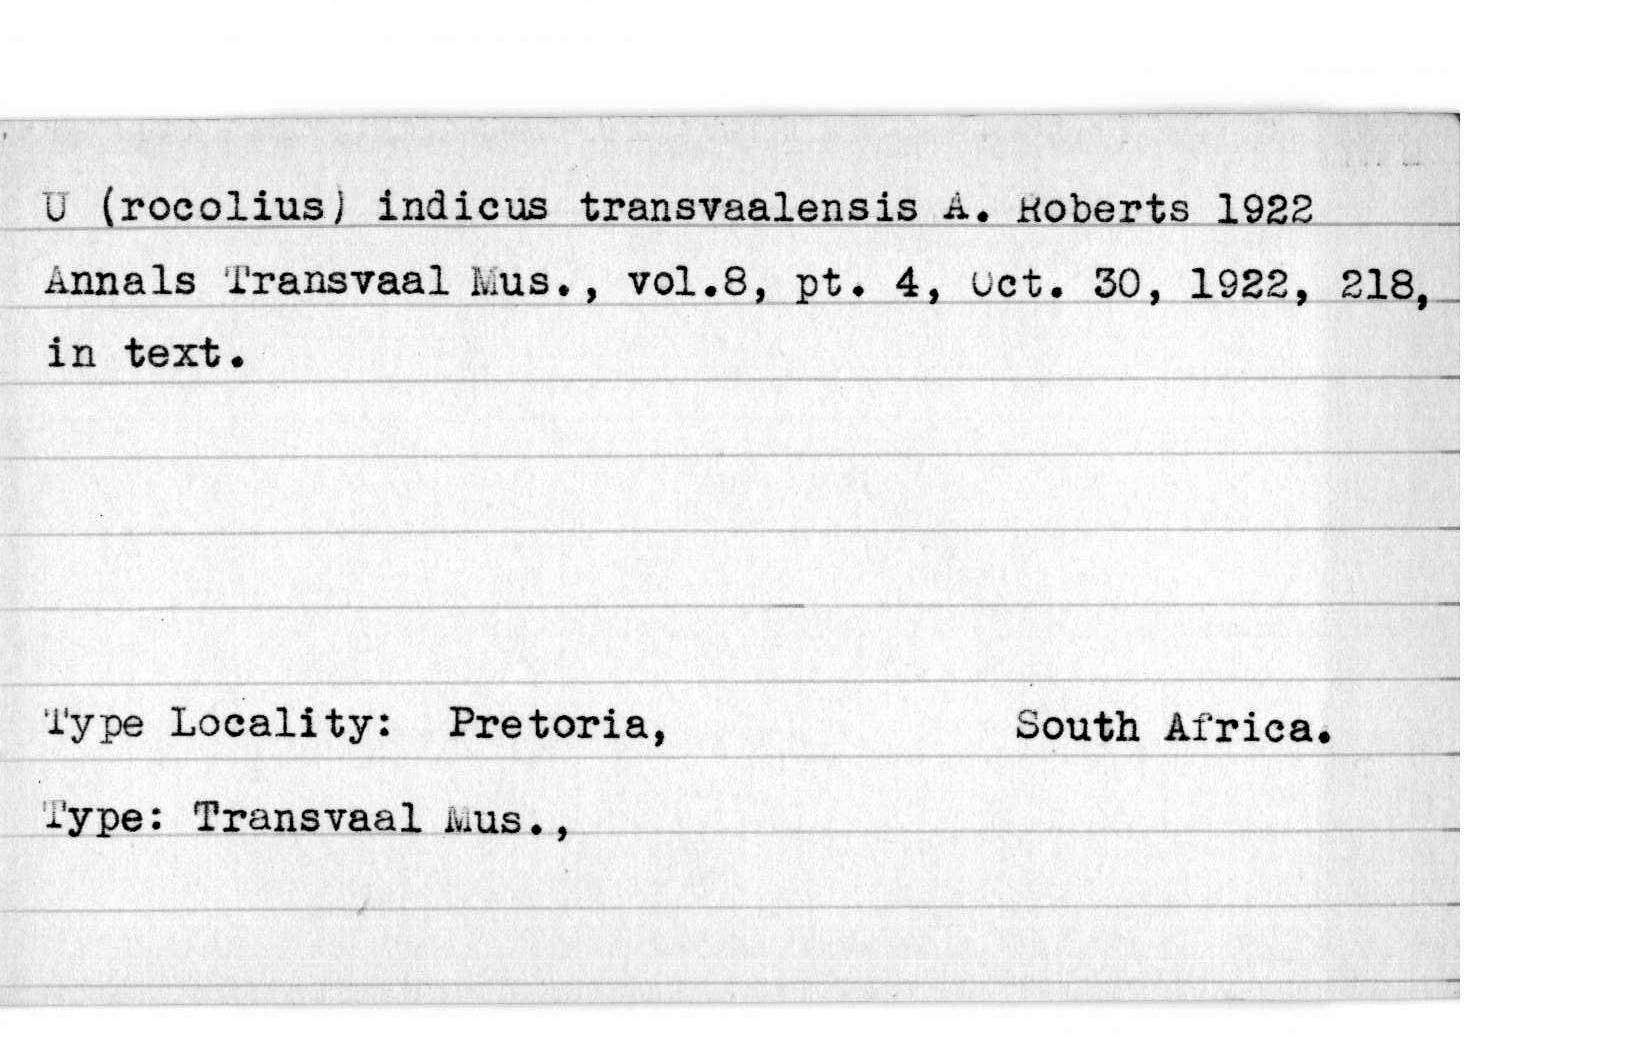 U (rocolius) indicus transvaalensis A. Roberts 1922
Annals Transvaal Mus., vol.8, pt. 4, Oct. 30, 1922, 218,
in text.
Type Locality: Pretoria, South Africa.
Type: Transvaal Mus.,